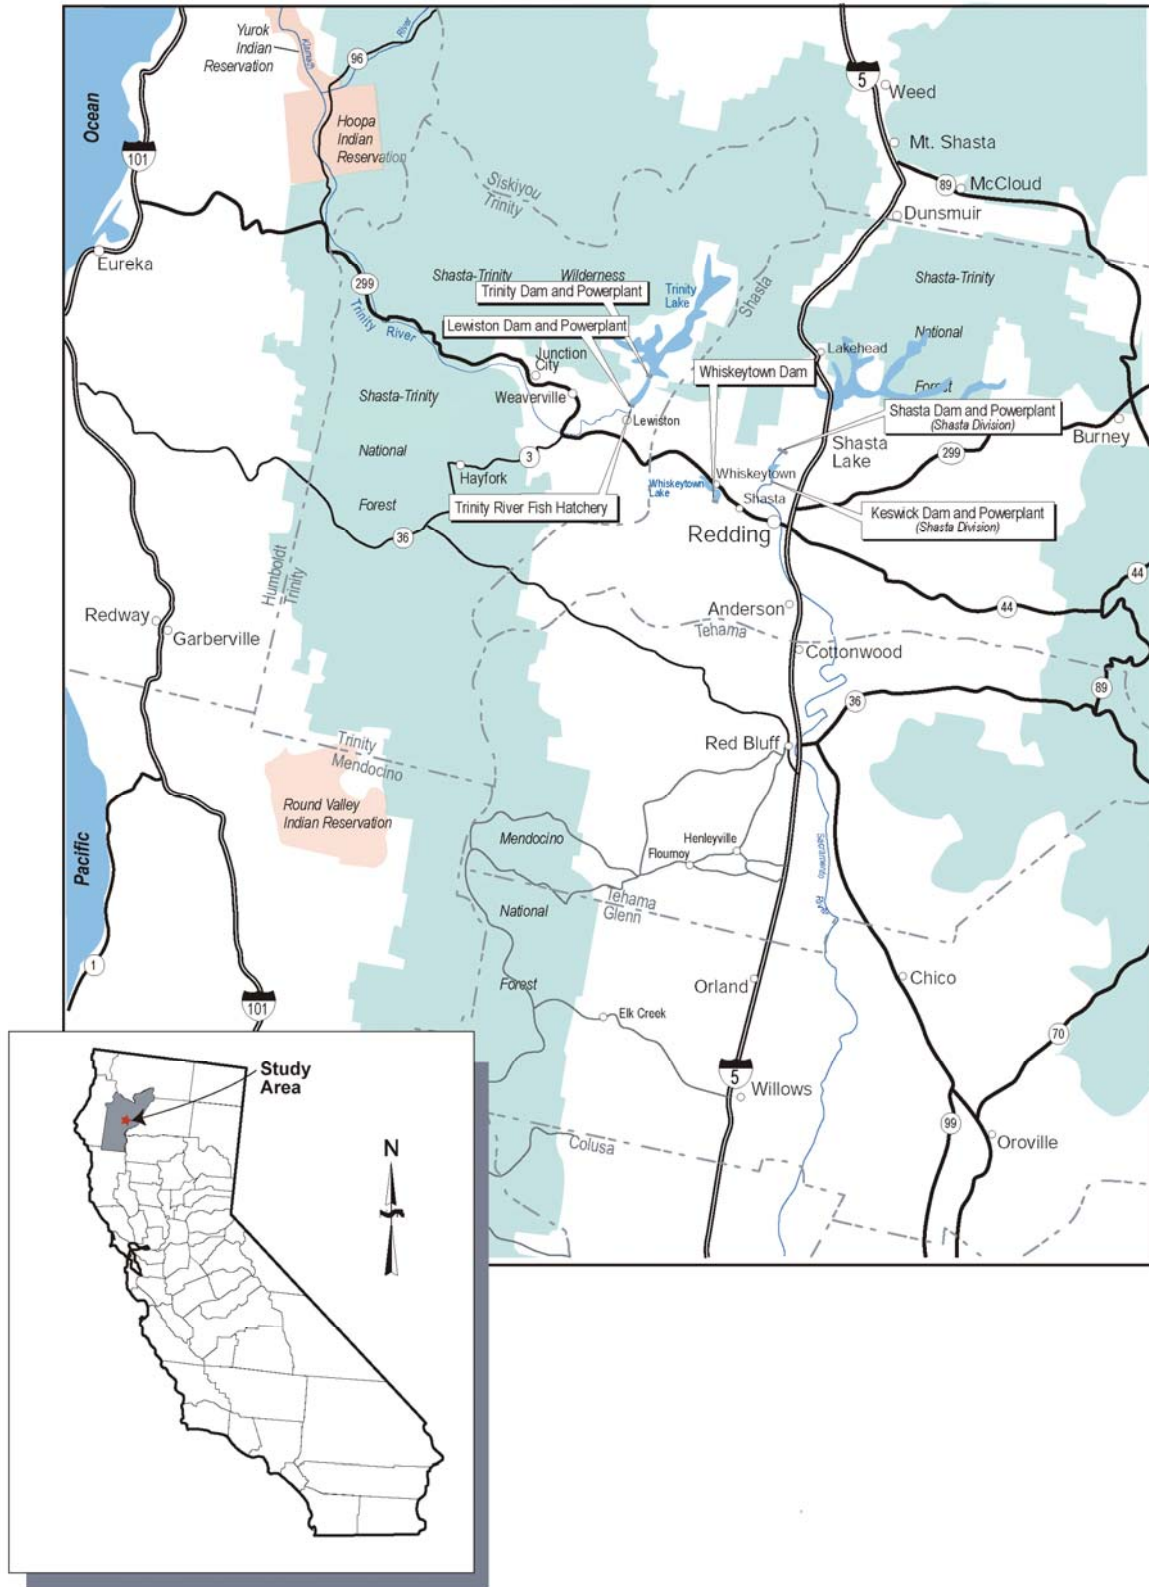 Yurok
Indian
Reservation
Klamath
River
96
Ocean
101
Hoopa
Indian
Reservation
5
Weed
Mt. Shasta
89
McCloud
Dunsmuir
Siskiyou
Trinity
Eureka
299
Trinity River
Shasta-Trinity Wilderness
Trinity Dam and Powerplant
Trinity
Lake
Shasta
Shasta-Trinity
National
Forest
Lewiston Dam and Powerplant
Junction
City
Lakehead
Whiskeytown Dam
Weaverville
Shasta-Trinity
National
Forest
Lewiston
Shasta Dam and Powerplant
(Shasta Division)
Burney
Shasta
Lake
299
3
Hayfork
Whiskeytown
Whiskeytown
Lake
Shasta
Trinity River Fish Hatchery
Keswick Dam and Powerplant
(Shasta Division)
Redding
36
44
44
Humboldt
Trinity
Anderson
Tehama
Redway
Garberville
Cottonwood
89
36
Red Bluff
Trinity
Mendocino
Round Valley
Indian Reservation
Pacific
Mendocino
National
Forest
Henleyville
Flournoy
Sacramento
River
Tehama
Glenn
1
101
Orland
Chico
Elk Creek
70
5
Willows
99
Oroville
Colusa
Study
Area
N